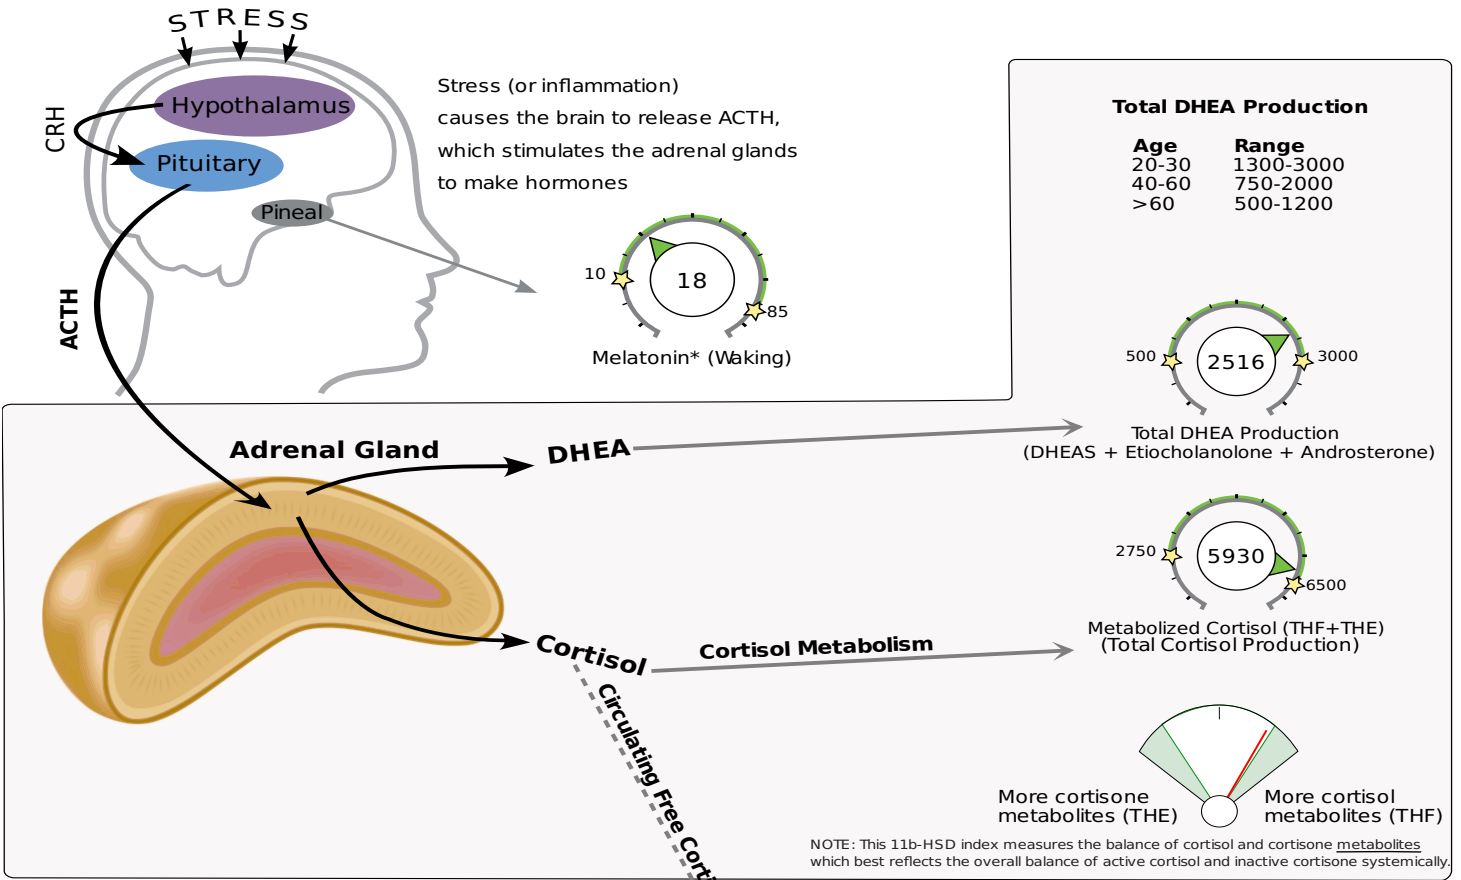 STRESS
Hypothalamus
CRH
Pituitary
Pineal
ACTH
Stress (or inflammation)
causes the brain to release ACTH,
which stimulates the adrenal glands
to make hormones
10
18
85
Melatonin* (Waking)
Total DHEA Production
Age Range
20-30 1300-3000
40-60 750-2000
>60 500-1200
500
2516
3000
Total DHEA Production
(DHEAS + Etiocholanolone + Androsterone)
Adrenal Gland
DHEA
2750
5930
6500
Metabolized Cortisol (THF+THE)
(Total Cortisol Production)
Cortisol
Cortisol Metabolism
Circulating Free Corti
More cortisone
metabolites (THE)
More cortisol
metabolites (THF)
NOTE: This 11b-HSD index measures the balance of cortisol and cortisone metabolites
which best reflects the overall balance of active cortisol and inactive cortisone systemically.